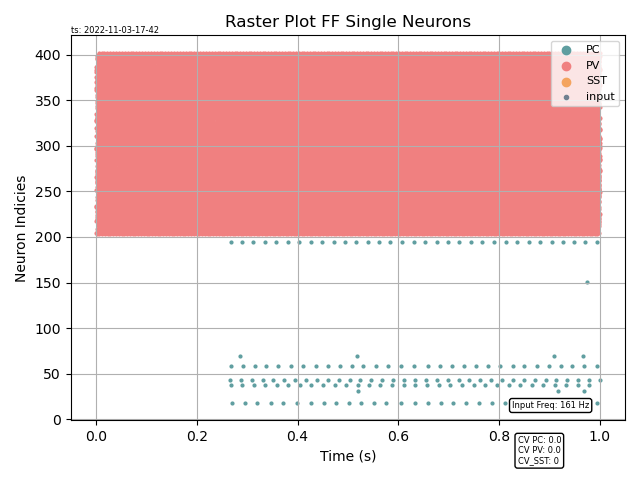 Raster Plot FF Single Neurons
ts: 2022-11-03-17-42
PC
PV
SST
input
400
350
300
250
200
150
100
50
0
Neuron Indicies
Input Freq: 161 Hz
0.0 0.2 0.4 0.6 0.8 1.0
Time (s)
CV PC: 0.0
CV PV: 0.0
CV_SST: 0